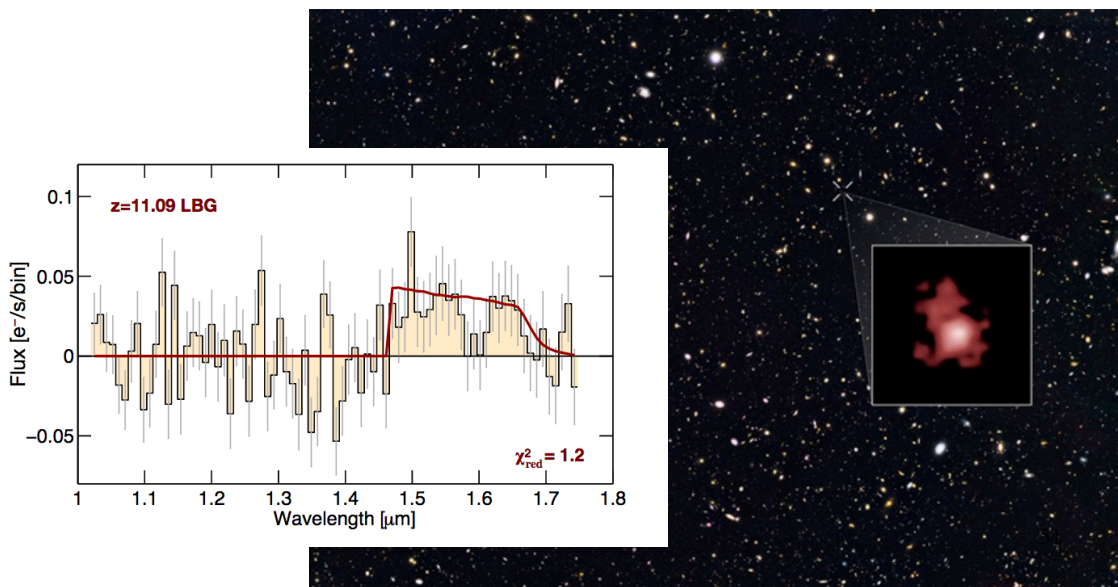 0.1
0.05
0
−0.05
z=11.09 LBG
χ²red = 1.2
Flux [e⁻/s/bin]
1 1.1 1.2 1.3 1.4 1.5 1.6 1.7 1.8
Wavelength [μm]